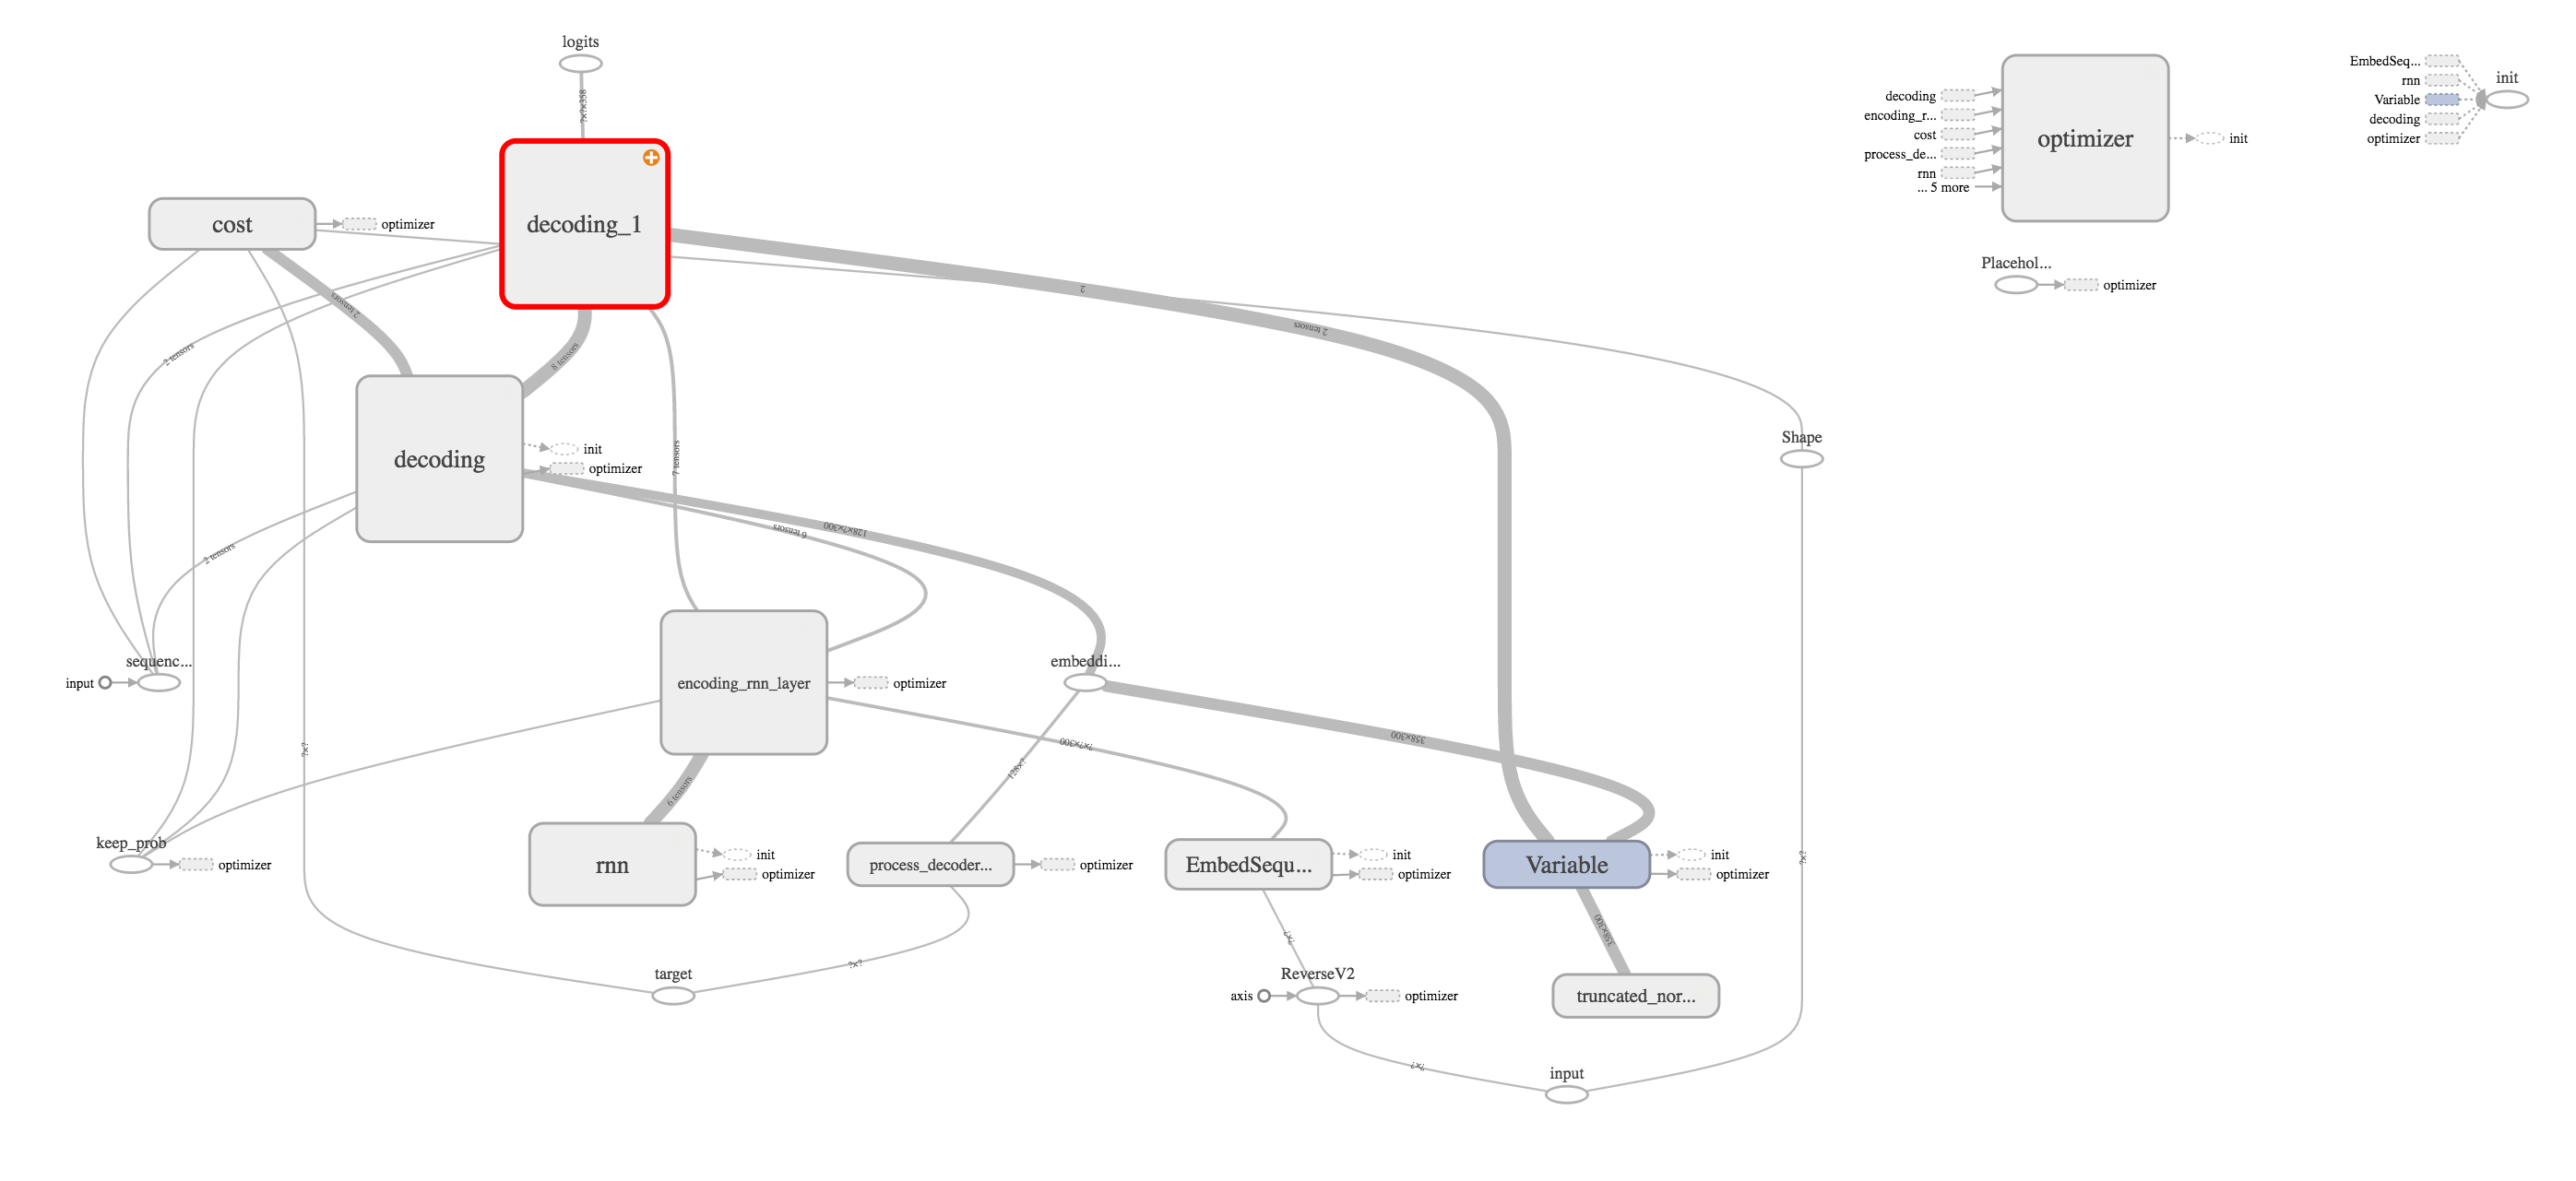 logits
?×?×358
decoding_1
cost
optimizer
2 tensors
8 tensors
2 tensors
2
2 tensors
decoding
init
optimizer
7 tensors
6 tensors
128×?×300
2 tensors
Shape
sequenc...
input
encoding_rnn_layer
optimizer
embeddi...
?×?
?×?×300
358×300
128×?
6 tensors
keep_prob
optimizer
rnn
init
optimizer
process_decoder...
optimizer
EmbedSequ...
init
optimizer
Variable
init
optimizer
?×?
?×?
358×300
?×?
target
ReverseV2
axis
optimizer
truncated_nor...
?×?
input
decoding
encoding_r...
cost
process_de...
rnn
... 5 more
optimizer
init
Placehol...
optimizer
EmbedSeq...
rnn
Variable
decoding
optimizer
init